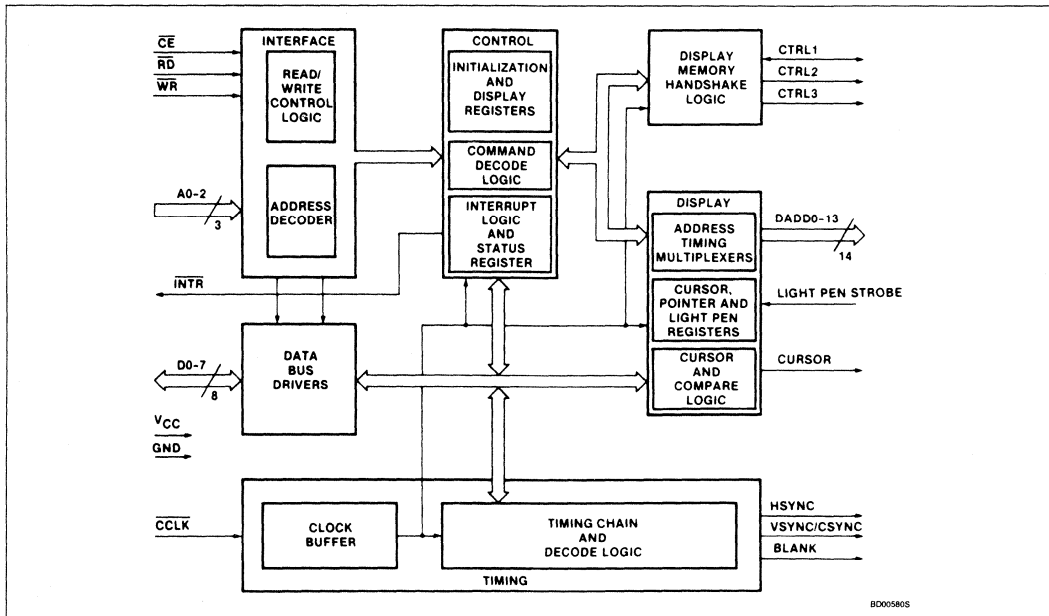 CE
RD
WR
INTERFACE
READ/
WRITE
CONTROL
LOGIC
A0-2
3
ADDRESS
DECODER
INTR
D0-7
8
DATA
BUS
DRIVERS
VCC
GND
CCLK
CLOCK
BUFFER
TIMING CHAIN
AND
DECODE LOGIC
TIMING
CONTROL
INITIALIZATION
AND
DISPLAY
REGISTERS
COMMAND
DECODE
LOGIC
INTERRUPT
LOGIC
AND
STATUS
REGISTER
DISPLAY
MEMORY
HANDSHAKE
LOGIC
CTRL1
CTRL2
CTRL3
DISPLAY
ADDRESS
TIMING
MULTIPLEXERS
DADD0-13
14
CURSOR,
POINTER AND
LIGHT PEN
REGISTERS
LIGHT PEN STROBE
CURSOR
AND
COMPARE
LOGIC
CURSOR
HSYNC
VSYNC/CSYNC
BLANK
BD00580S